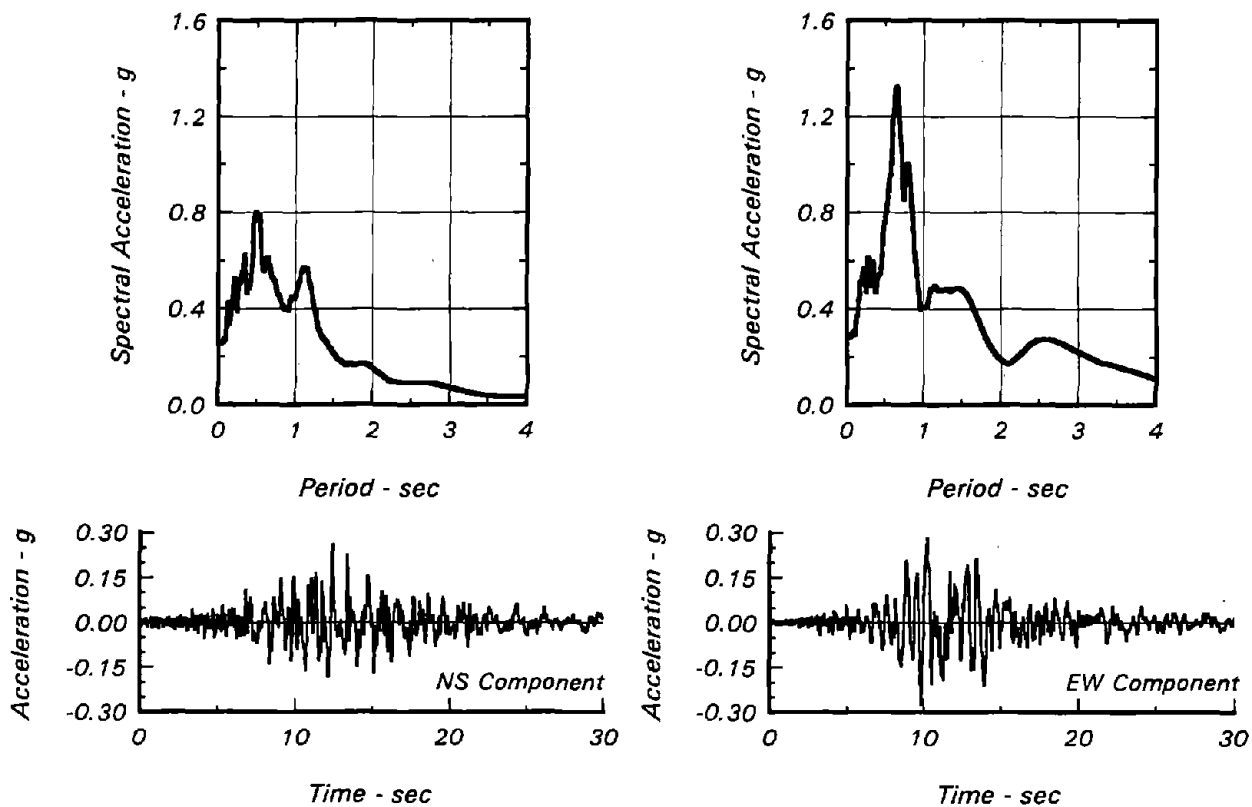 1.6
1.2
0.8
0.4
0.0
Spectral Acceleration - g
0 1 2 3 4
Period - sec
1.6
1.2
0.8
0.4
0.0
Spectral Acceleration - g
0 1 2 3 4
Period - sec
0.30
0.15
0.00
-0.15
-0.30
Acceleration - g
NS Component
0 10 20 30
Time - sec
0.30
0.15
0.00
-0.15
-0.30
Acceleration - g
EW Component
0 10 20 30
Time - sec